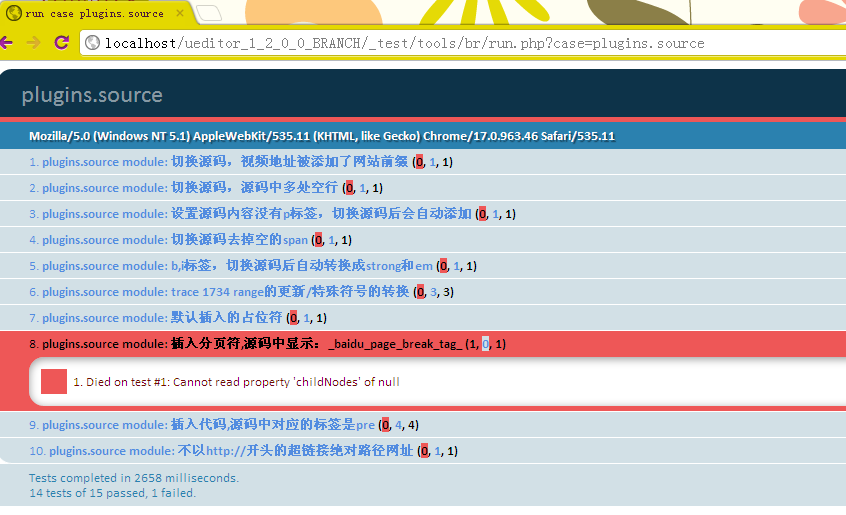 run case plugins.source
localhost/ueditor_1_2_0_0_BRANCH/_test/tools/br/run.php?case=plugins.source
plugins.source
Mozilla/5.0 (Windows NT 5.1) AppleWebKit/535.11 (KHTML, like Gecko) Chrome/17.0.963.46 Safari/535.11
1. plugins.source module: 切换源码，视频地址被添加了网站前缀 (0, 1, 1)
2. plugins.source module: 切换源码，源码中多处空行 (0, 1, 1)
3. plugins.source module: 设置源码内容没有p标签，切换源码后会自动添加 (0, 1, 1)
4. plugins.source module: 切换源码去掉空的span (0, 1, 1)
5. plugins.source module: b,i标签，切换源码后自动转换成strong和em (0, 1, 1)
6. plugins.source module: trace 1734 range的更新/特殊符号的转换 (0, 3, 3)
7. plugins.source module: 默认插入的占位符 (0, 1, 1)
8. plugins.source module: 插入分页符,源码中显示：_baidu_page_break_tag_ (1, 0, 1)
1. Died on test #1: Cannot read property 'childNodes' of null
9. plugins.source module: 插入代码,源码中对应的标签是pre (0, 4, 4)
10. plugins.source module: 不以http://开头的超链接绝对路径网址 (0, 1, 1)
Tests completed in 2658 milliseconds.
14 tests of 15 passed, 1 failed.